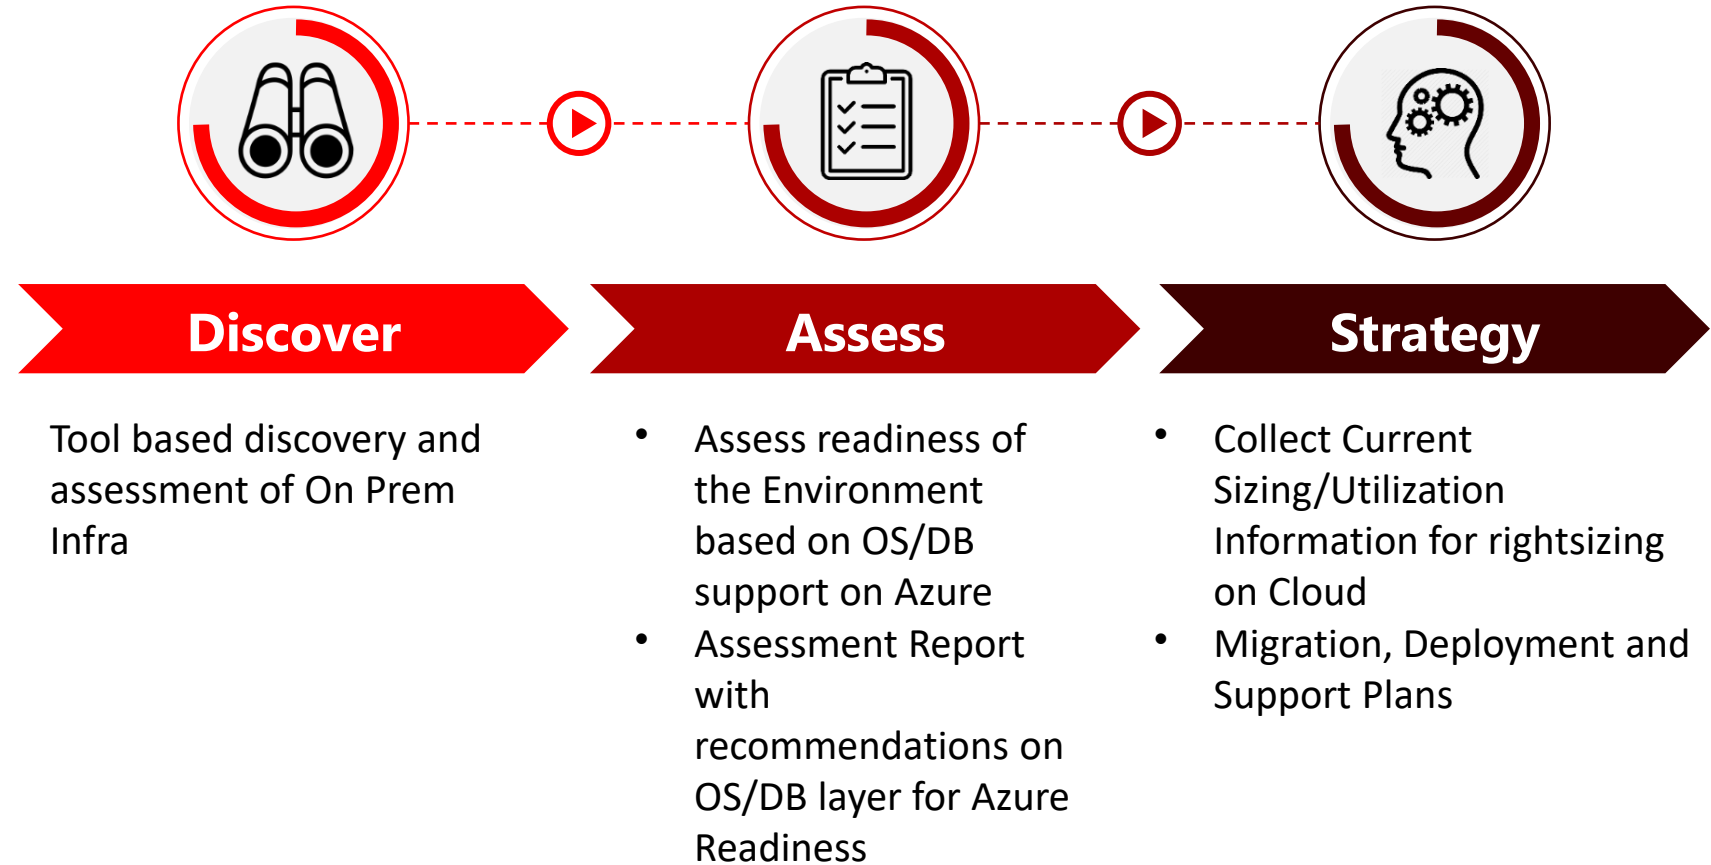 Discover
Assess
Strategy
Tool based discovery and
assessment of On Prem
Infra
• Assess readiness of
the Environment
based on OS/DB
support on Azure
• Assessment Report
with
recommendations on
OS/DB layer for Azure
Readiness
• Collect Current
Sizing/Utilization
Information for rightsizing
on Cloud
• Migration, Deployment and
Support Plans